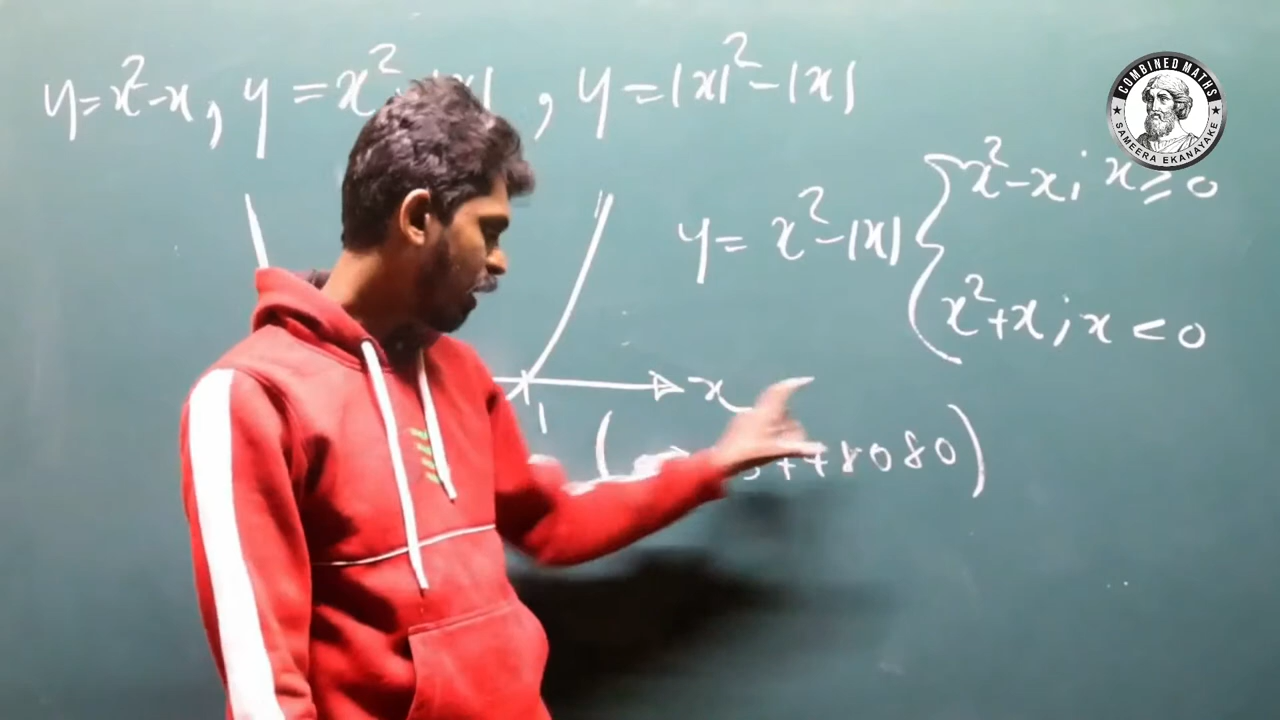 y=x²-x, y=x² |x|, y=|x|²-|x|
COMBINED MATHS
SAMEERA EKANAYAKE
x²-x; x≥0
y= x²-|x|
x²+x; x<0
x
1
8080)